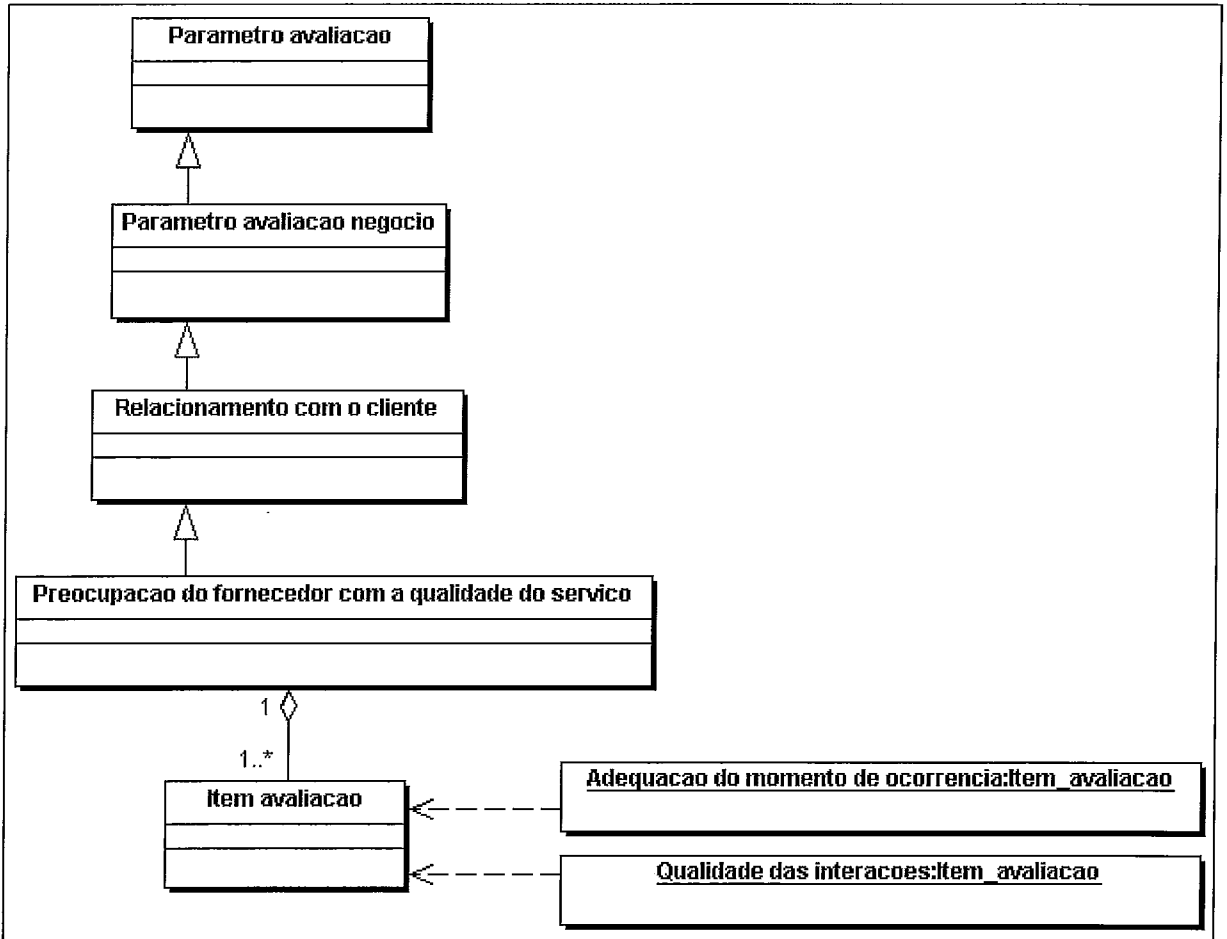 Parametro avaliacao
Parametro avaliacao negocio
Relacionamento com o cliente
Preocupacao do fornecedor com a qualidade do servico
1
1..*
Item avaliacao
Adequacao do momento de ocorrencia:Item_avaliacao
Qualidade das interacoes:Item_avaliacao